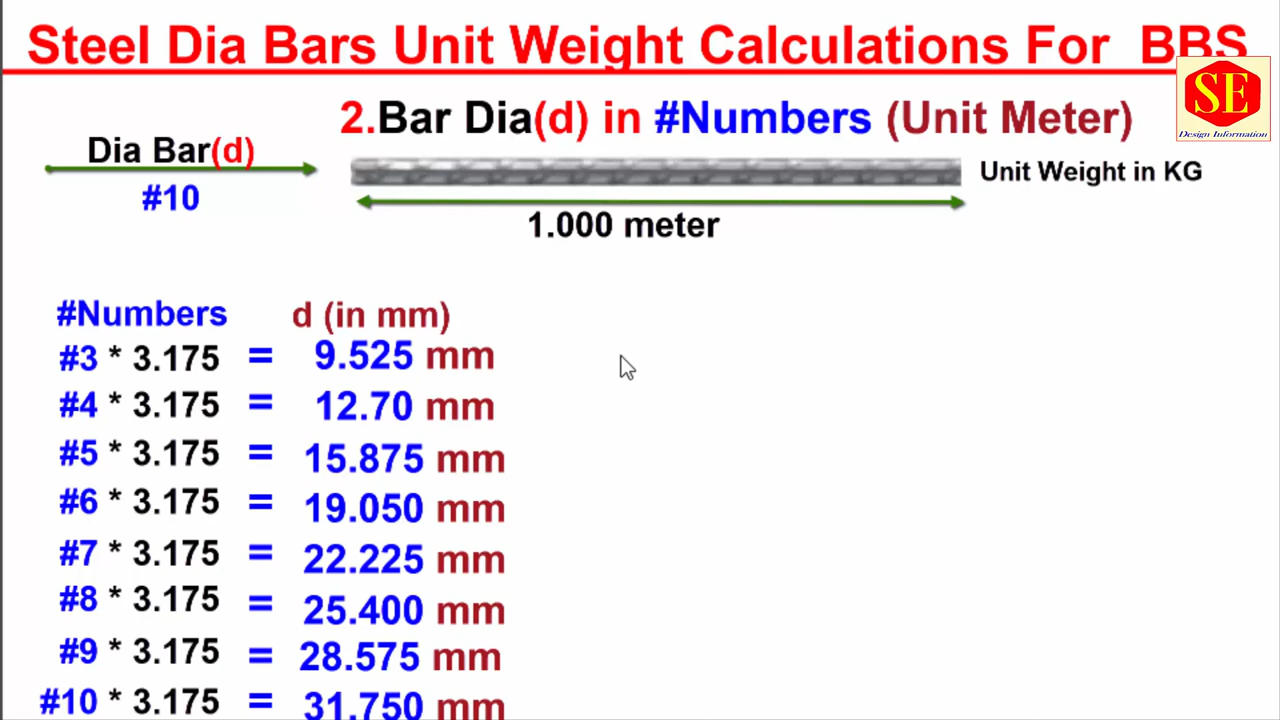 Steel Dia Bars Unit Weight Calculations For BBS
SE
Design Information
2.Bar Dia(d) in #Numbers (Unit Meter)
Dia Bar(d)
#10
Unit Weight in KG
1.000 meter
#Numbers d (in mm)
#3 * 3.175 = 9.525 mm
#4 * 3.175 = 12.70 mm
#5 * 3.175 = 15.875 mm
#6 * 3.175 = 19.050 mm
#7 * 3.175 = 22.225 mm
#8 * 3.175 = 25.400 mm
#9 * 3.175 = 28.575 mm
#10 * 3.175 = 31.750 mm